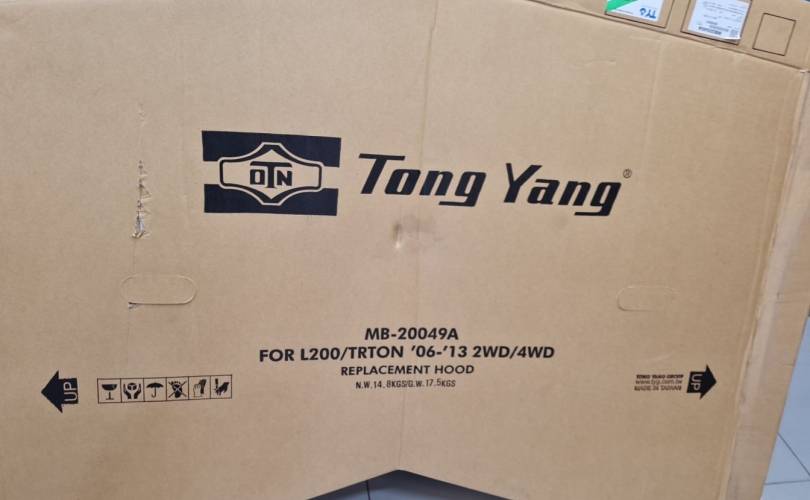 TYG
DTN
Tong Yang®
MB-20049A
FOR L200/TRTON '06-'13 2WD/4WD
REPLACEMENT HOOD
N.W.14.8KGS/G.W.17.5KGS
UP
TONG YANG GROUP
www.tyg.com.tw
MADE IN TAIWAN
UP